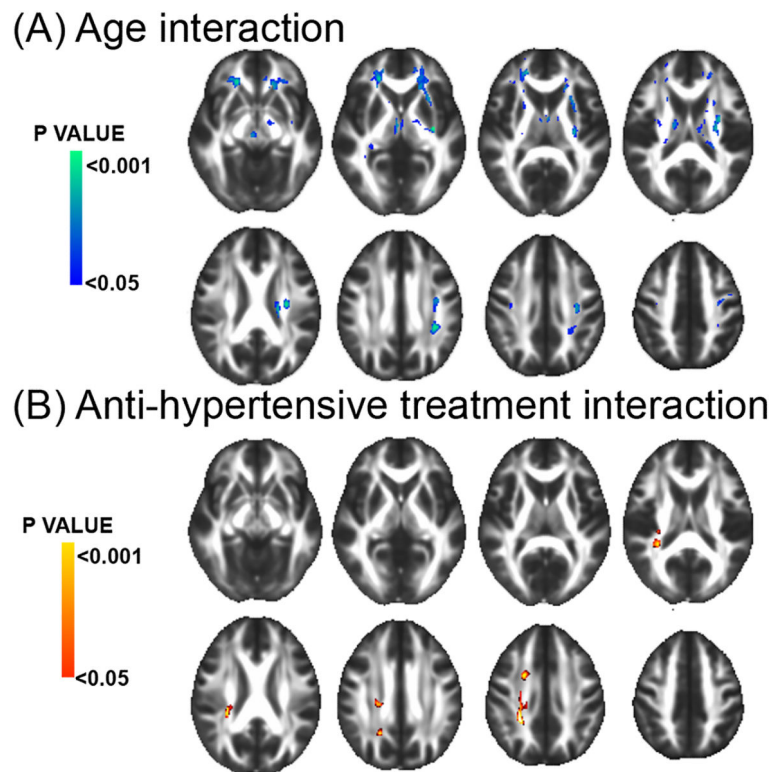 (A) Age interaction
P VALUE
<0.001
<0.05
(B) Anti-hypertensive treatment interaction
P VALUE
<0.001
<0.05